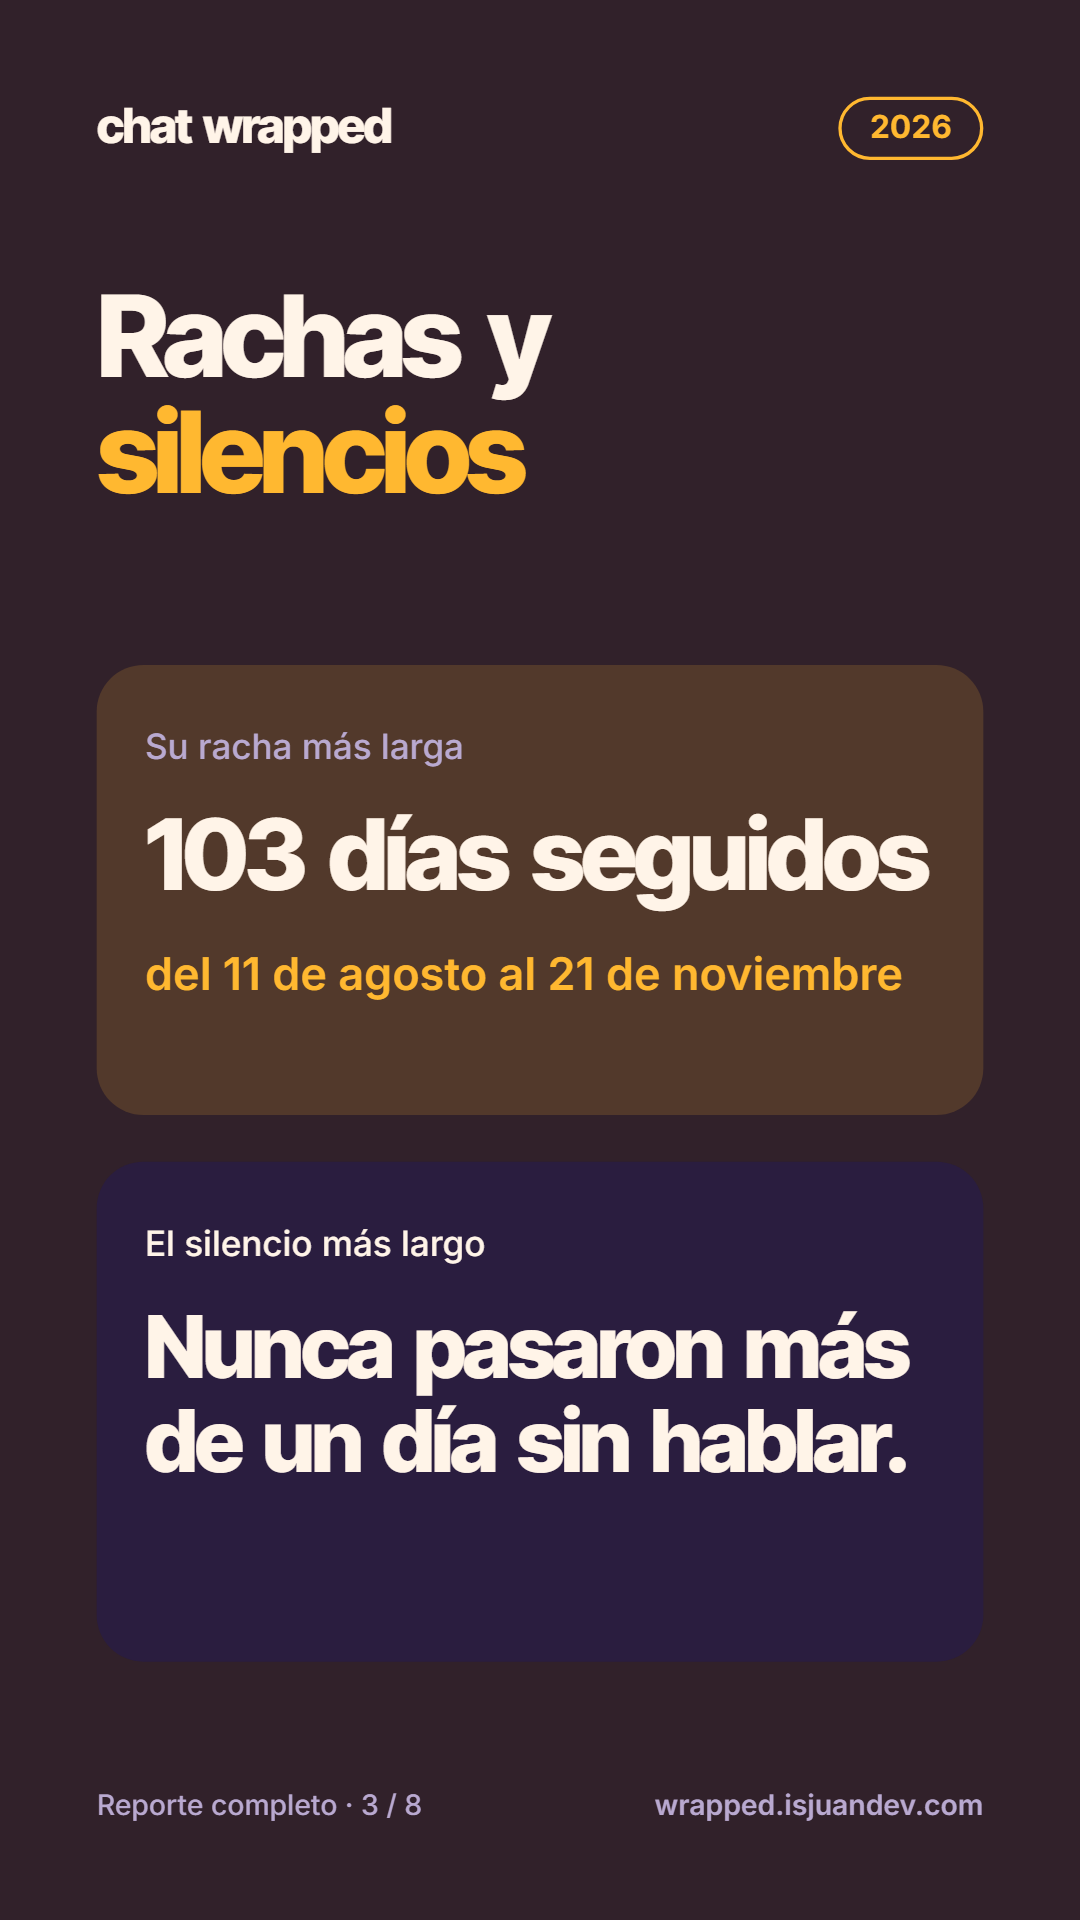 chat wrapped
2026
Rachas y
silencios
Su racha más larga
103 días seguidos
del 11 de agosto al 21 de noviembre
El silencio más largo
Nunca pasaron más
de un día sin hablar.
Reporte completo · 3 / 8
wrapped.isjuandev.com